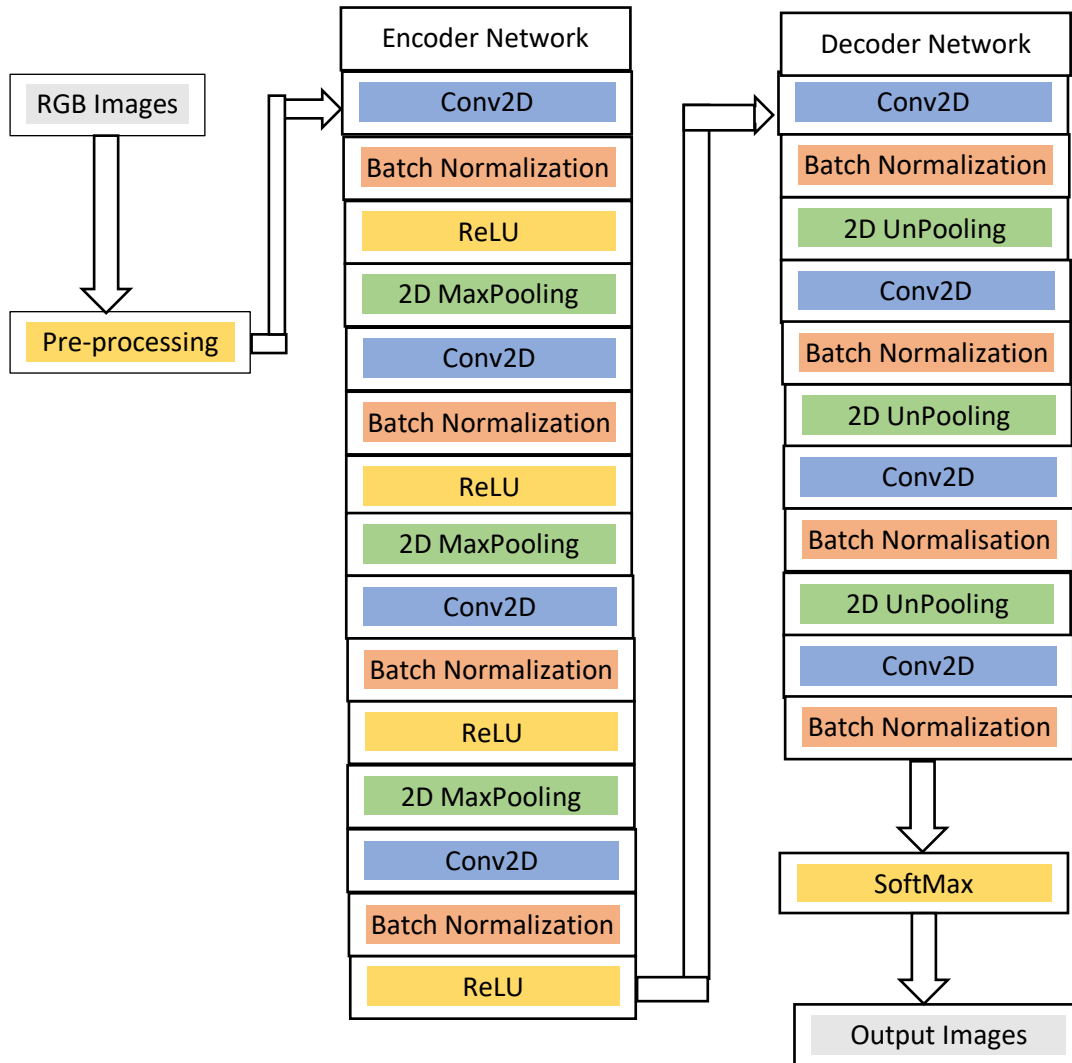 RGB Images
Pre-processing
Encoder Network
Conv2D
Batch Normalization
ReLU
2D MaxPooling
Conv2D
Batch Normalization
ReLU
2D MaxPooling
Conv2D
Batch Normalization
ReLU
2D MaxPooling
Conv2D
Batch Normalization
ReLU
Decoder Network
Conv2D
Batch Normalization
2D UnPooling
Conv2D
Batch Normalization
2D UnPooling
Conv2D
Batch Normalisation
2D UnPooling
Conv2D
Batch Normalization
SoftMax
Output Images